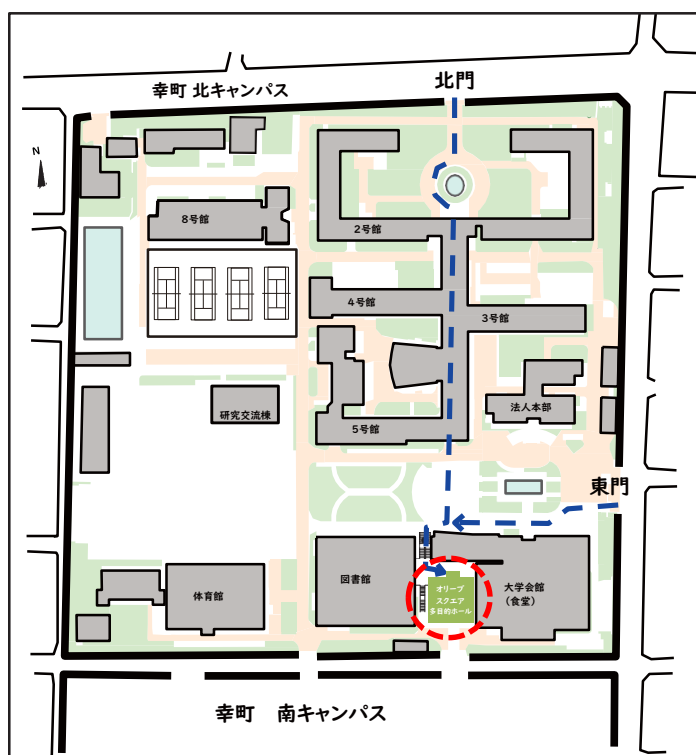 北門
幸町 北キャンパス
N
8号館
2号館
4号館
3号館
法人本部
研究交流棟
5号館
東門
体育館
図書館
オリーブ
スクエア
多目的ホール
大学会館
(食堂)
幸町 南キャンパス